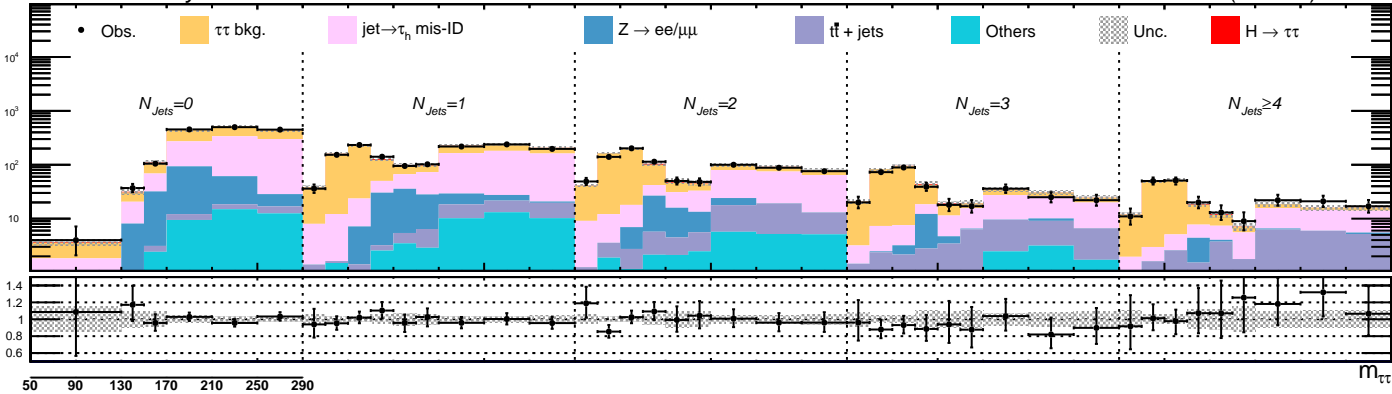 Obs. ττ bkg. jet→τh mis-ID Z → ee/μμ tt̄ + jets Others Unc. H → ττ
10⁴
10³
10²
10
NJets=0 NJets=1 NJets=2 NJets=3 NJets≥4
1.4
1.2
1
0.8
0.6
50 90 130 170 210 250 290
mττ